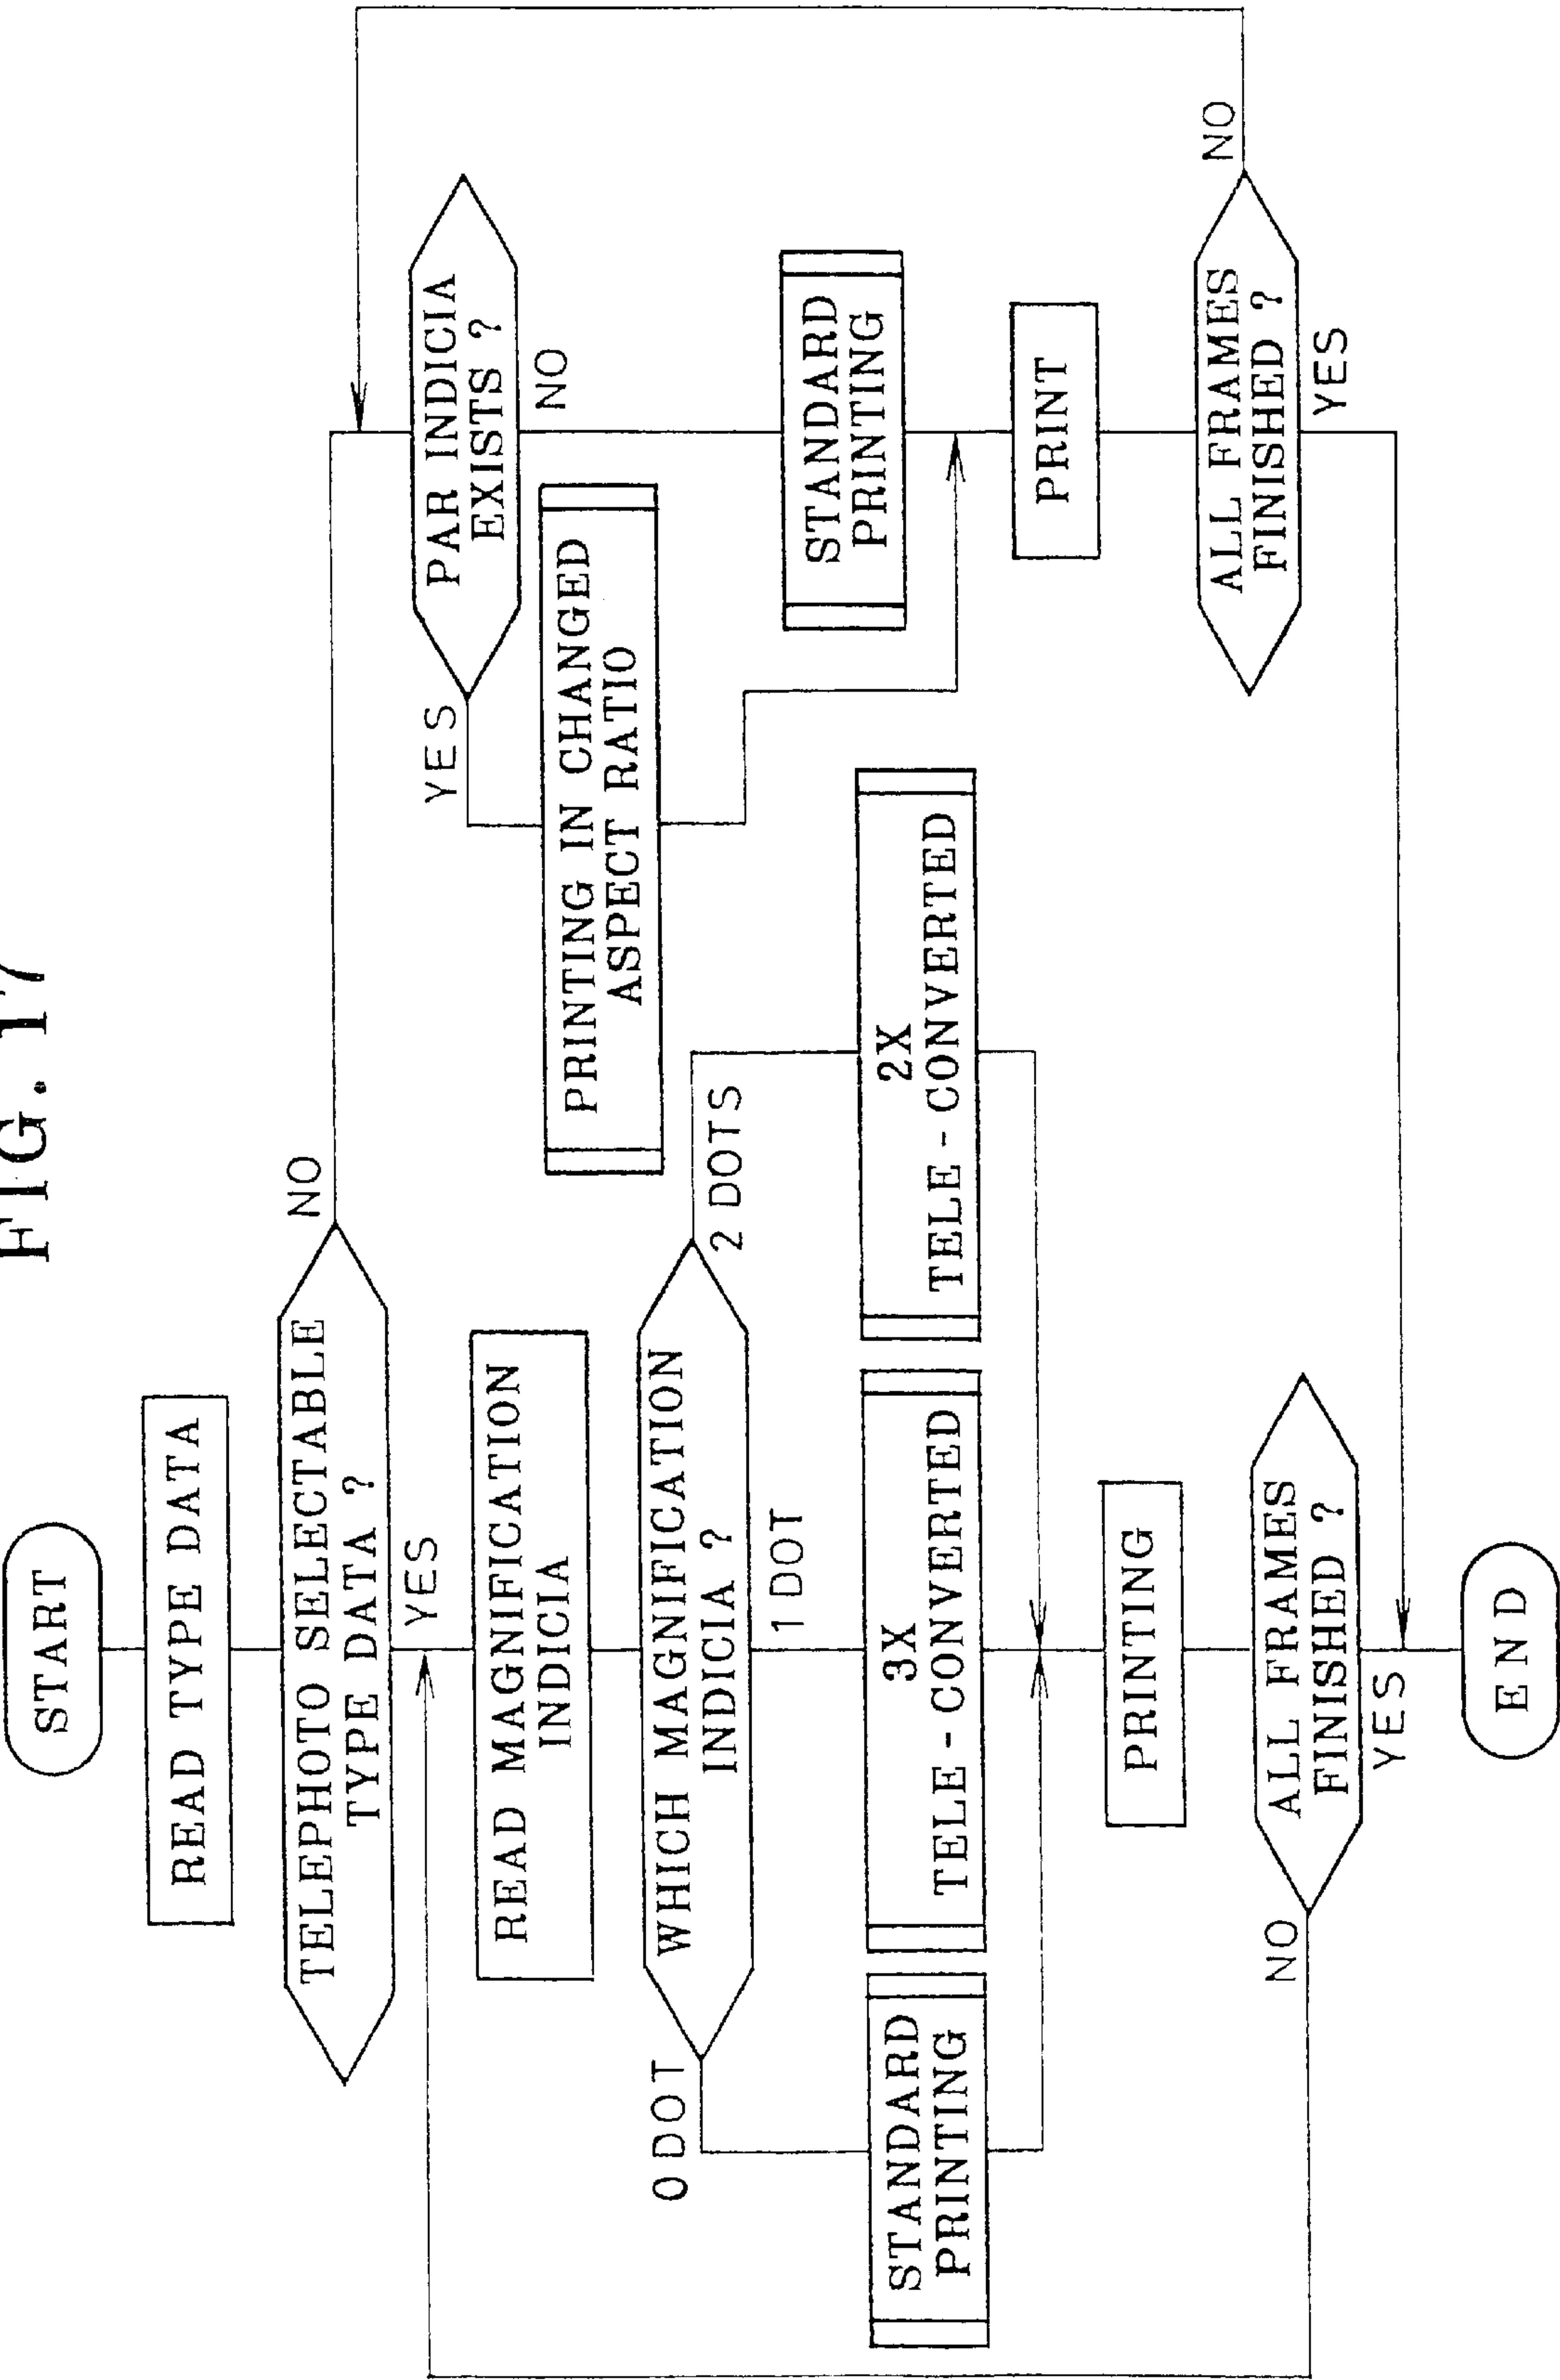 FIG. 17
START
READ TYPE DATA
TELEPHOTO SELECTABLE
TYPE DATA ?
NO
YES
READ MAGNIFICATION
INDICIA
WHICH MAGNIFICATION
INDICIA ?
0 DOT
1 DOT
2 DOTS
STANDARD
PRINTING
3X
TELE - CONVERTED
2X
TELE - CONVERTED
PRINTING
ALL FRAMES
FINISHED ?
NO
YES
END
PAR INDICIA
EXISTS ?
YES
NO
PRINTING IN CHANGED
ASPECT RATIO
STANDARD
PRINTING
PRINT
ALL FRAMES
FINISHED ?
NO
YES